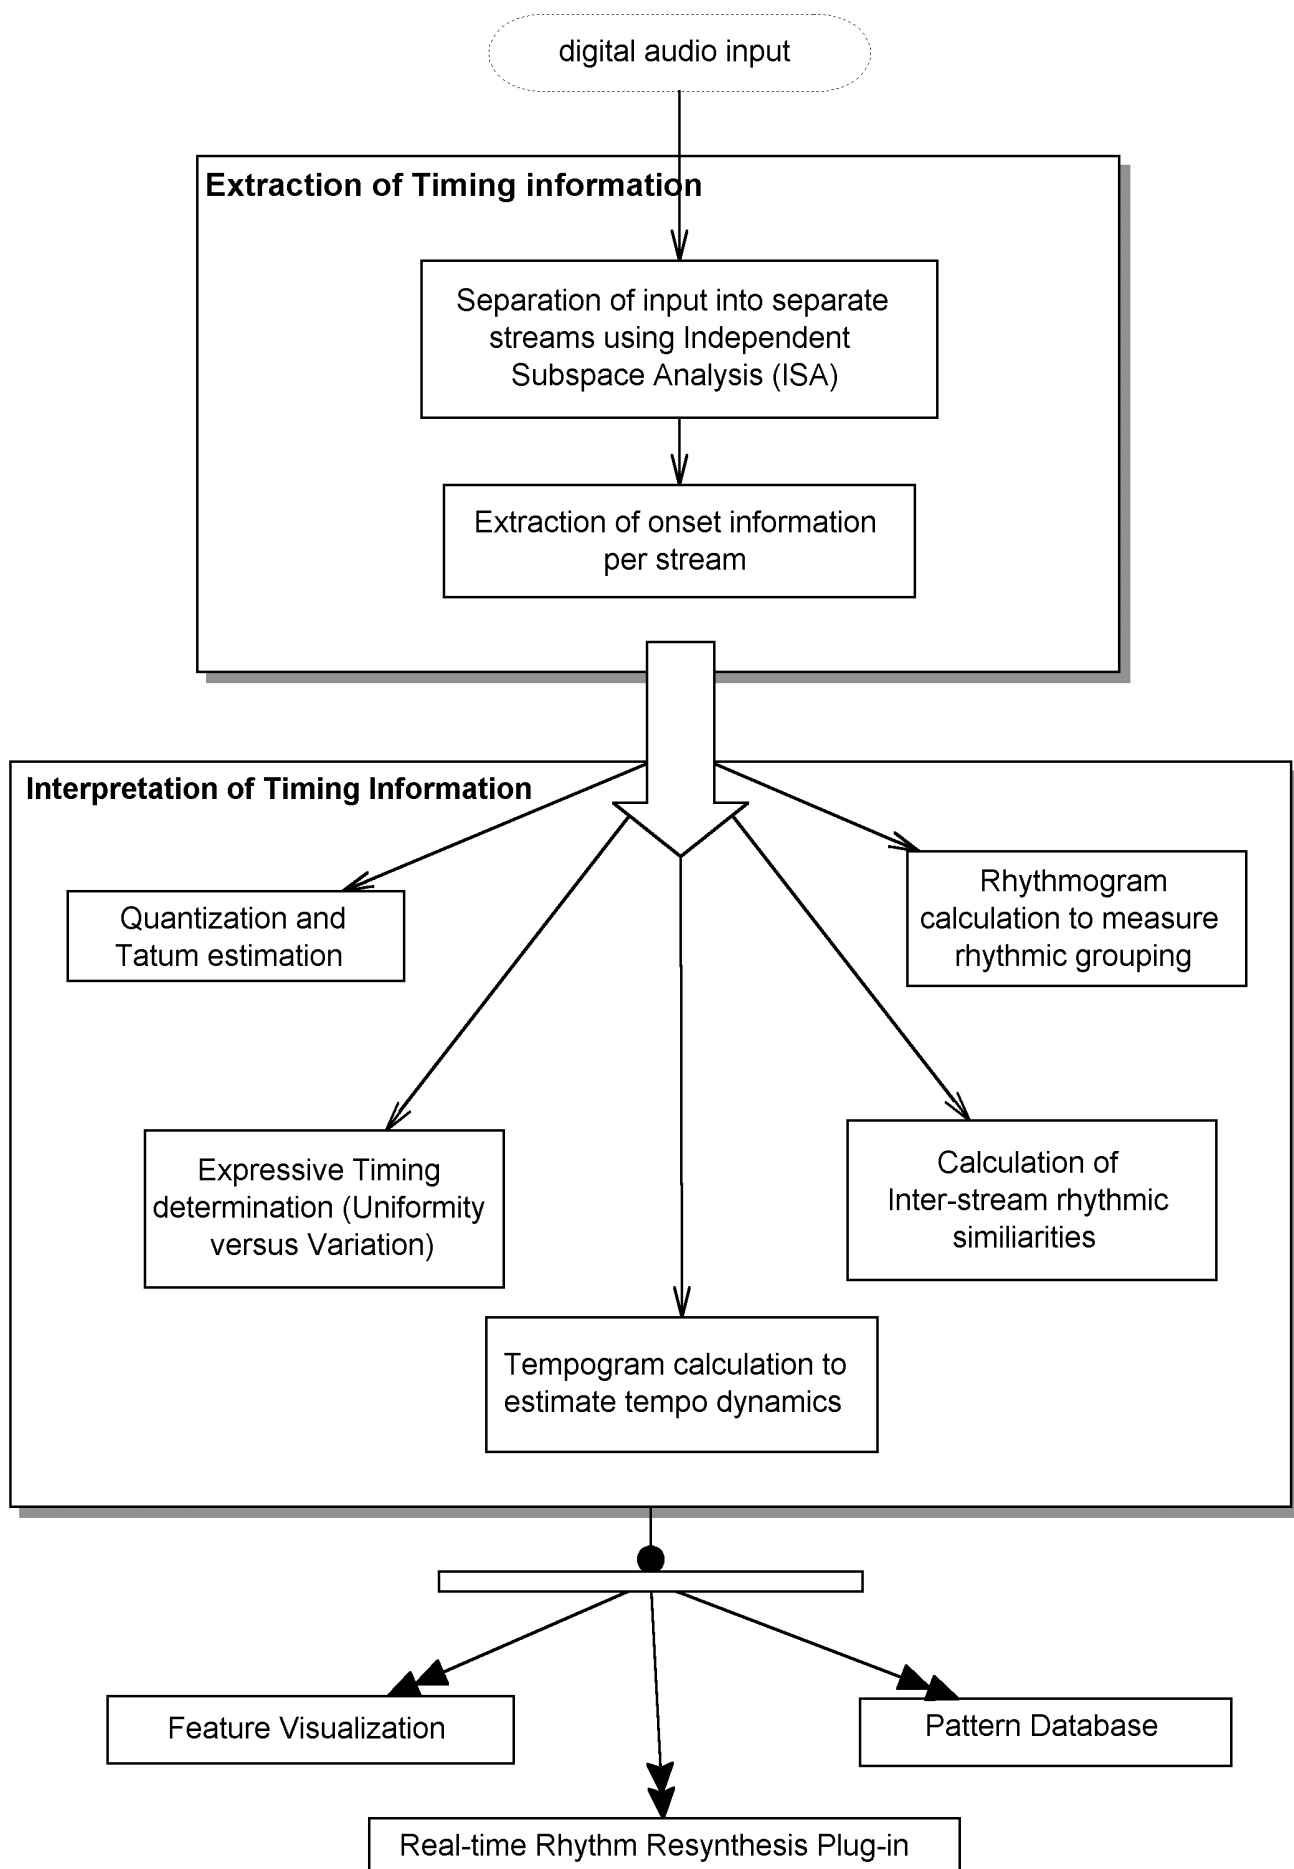 digital audio input
Extraction of Timing information
Separation of input into separate
streams using Independent
Subspace Analysis (ISA)
Extraction of onset information
per stream
Interpretation of Timing Information
Quantization and
Tatum estimation
Rhythmogram
calculation to measure
rhythmic grouping
Expressive Timing
determination (Uniformity
versus Variation)
Calculation of
Inter-stream rhythmic
similiarities
Tempogram calculation to
estimate tempo dynamics
Feature Visualization
Pattern Database
Real-time Rhythm Resynthesis Plug-in